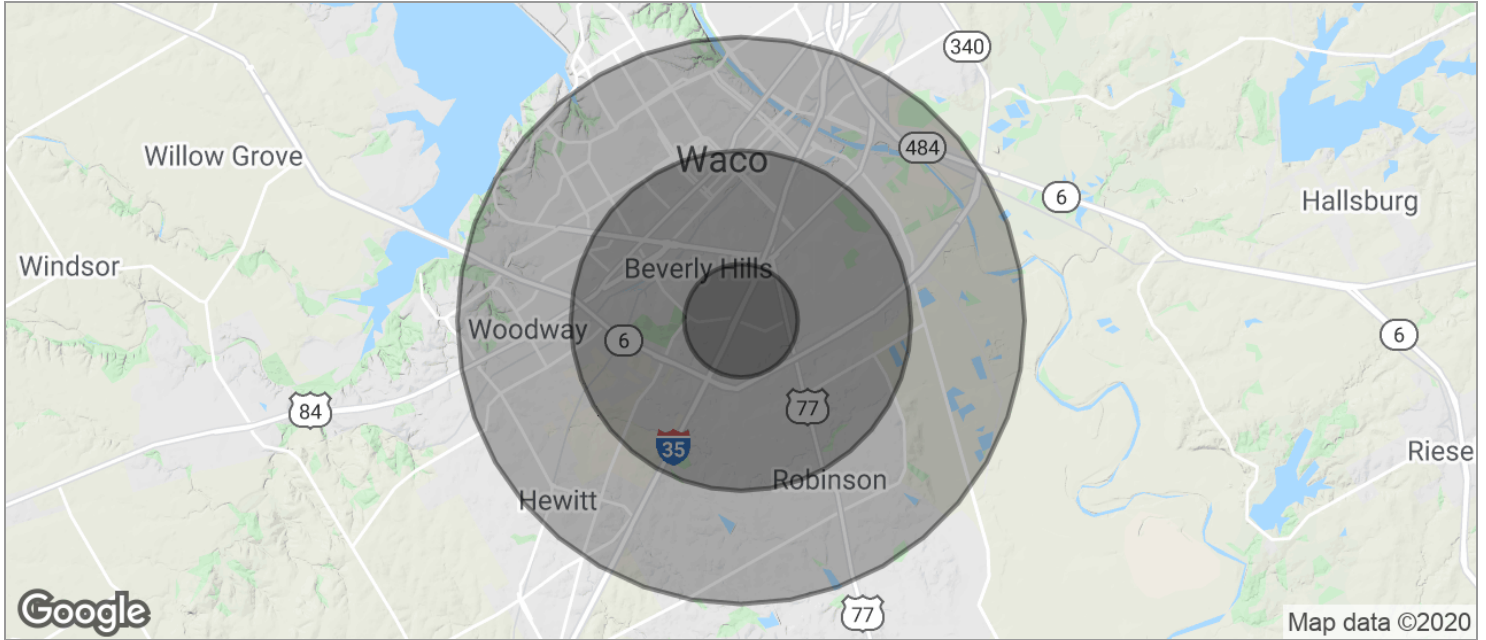 340
Willow Grove
Waco
484
6
Hallsburg
Windsor
Beverly Hills
Woodway
6
6
84
77
35
Riese
Robinson
Hewitt
Google
77
Map data ©2020